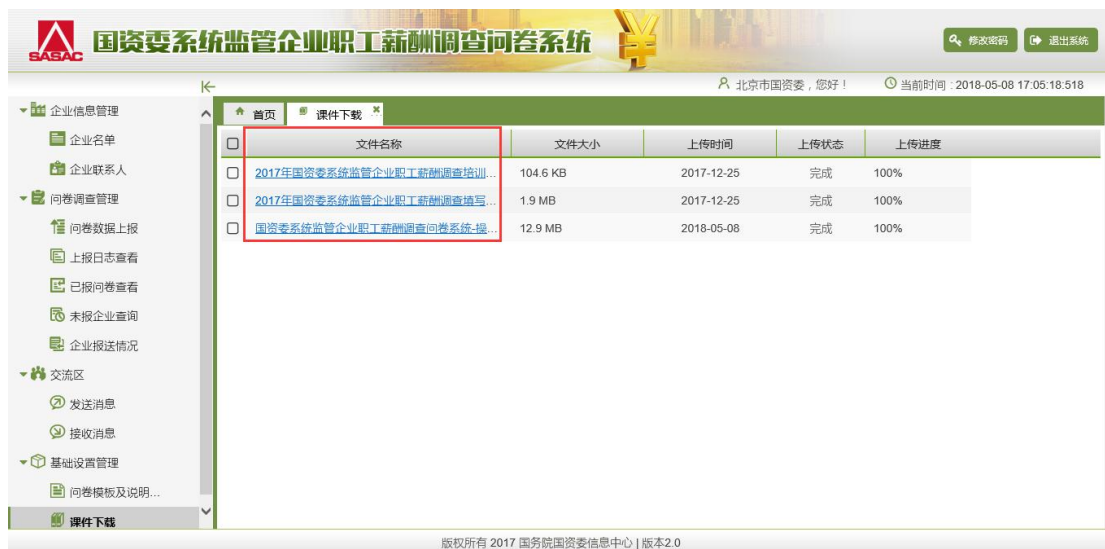 SASAC 国资委系统监管企业职工薪酬调查问卷系统 修改密码 退出系统
北京市国资委，您好！ 当前时间：2018-05-08 17:05:18:518
企业信息管理
企业名单
企业联系人
问卷调查管理
问卷数据上报
上报日志查看
已报问卷查看
未报企业查询
企业报送情况
交流区
发送消息
接收消息
基础设置管理
问卷模板及说明...
课件下载
首页 课件下载
文件名称 文件大小 上传时间 上传状态 上传进度
2017年国资委系统监管企业职工薪酬调查培训... 104.6 KB 2017-12-25 完成 100%
2017年国资委系统监管企业职工薪酬调查填写... 1.9 MB 2017-12-25 完成 100%
国资委系统监管企业职工薪酬调查问卷系统-操... 12.9 MB 2018-05-08 完成 100%
版权所有 2017 国务院国资委信息中心 | 版本2.0